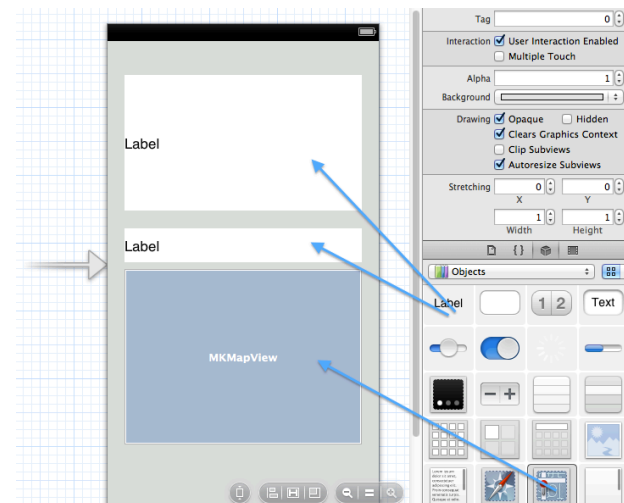 Label
Label
MKMapView
Tag 0
Interaction User Interaction Enabled
Multiple Touch
Alpha 1
Background
Drawing Opaque Hidden
Clears Graphics Context
Clip Subviews
Autoresize Subviews
Stretching 0 0
X Y
1 1
Width Height
{}
Objects
Label 1 2 Text